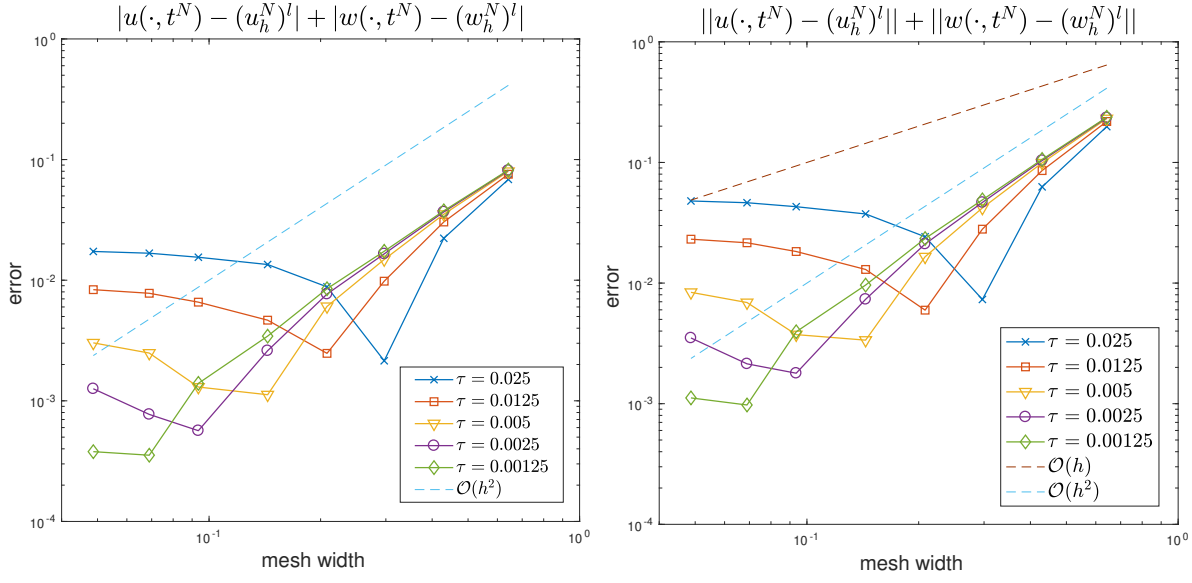 |u(·, t^N) − (u_h^N)^l| + |w(·, t^N) − (w_h^N)^l|
10^0
10^-1
10^-2
10^-3
10^-4
error
10^-1
10^0
mesh width
τ = 0.025
τ = 0.0125
τ = 0.005
τ = 0.0025
τ = 0.00125
O(h^2)
||u(·, t^N) − (u_h^N)^l|| + ||w(·, t^N) − (w_h^N)^l||
10^0
10^-1
10^-2
10^-3
10^-4
error
10^-1
10^0
mesh width
τ = 0.025
τ = 0.0125
τ = 0.005
τ = 0.0025
τ = 0.00125
O(h)
O(h^2)